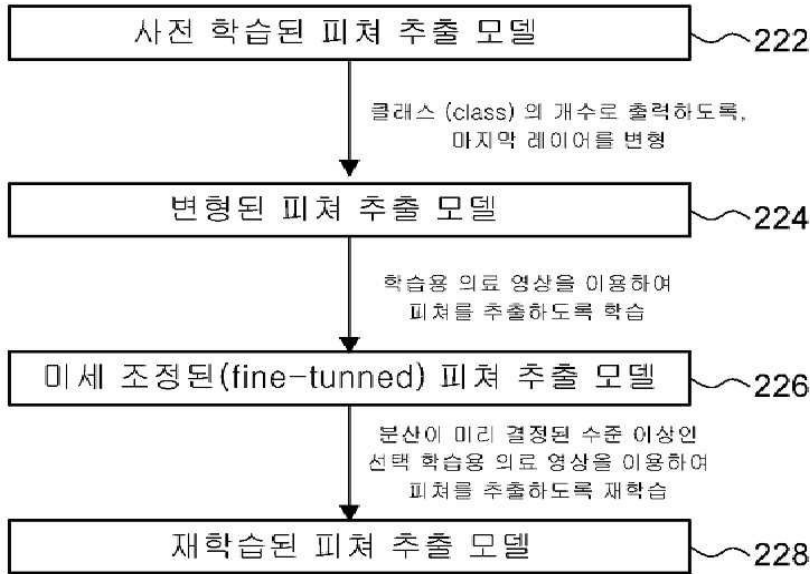 사전 학습된 피쳐 추출 모델 222
클래스 (class) 의 개수로 출력하도록,
마지막 레이어를 변형
변형된 피쳐 추출 모델 224
학습용 의료 영상을 이용하여
피쳐를 추출하도록 학습
미세 조정된(fine-tunned) 피쳐 추출 모델 226
분산이 미리 결정된 수준 이상인
선택 학습용 의료 영상을 이용하여
피쳐를 추출하도록 재학습
재학습된 피쳐 추출 모델 228